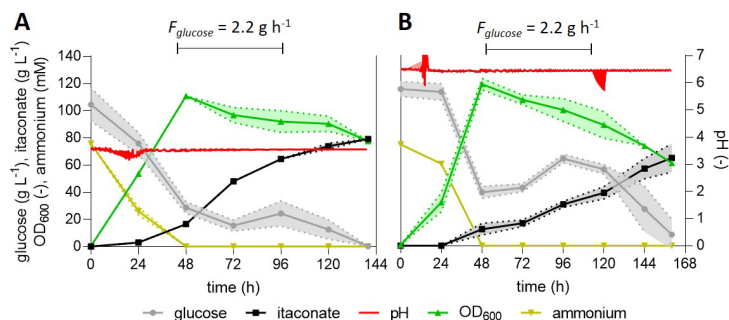 A
F glucose = 2.2 g h-1
B
F glucose = 2.2 g h-1
glucose (g L-1), itaconate (g L-1)
OD600 (-), ammonium (mM)
140
120
100
80
60
40
20
0
0 24 48 72 96 120 144
time (h)
0 24 48 72 96 120 144 168
time (h)
7
6
5
4
3
2
1
0
pH (-)
glucose itaconate pH OD600 ammonium